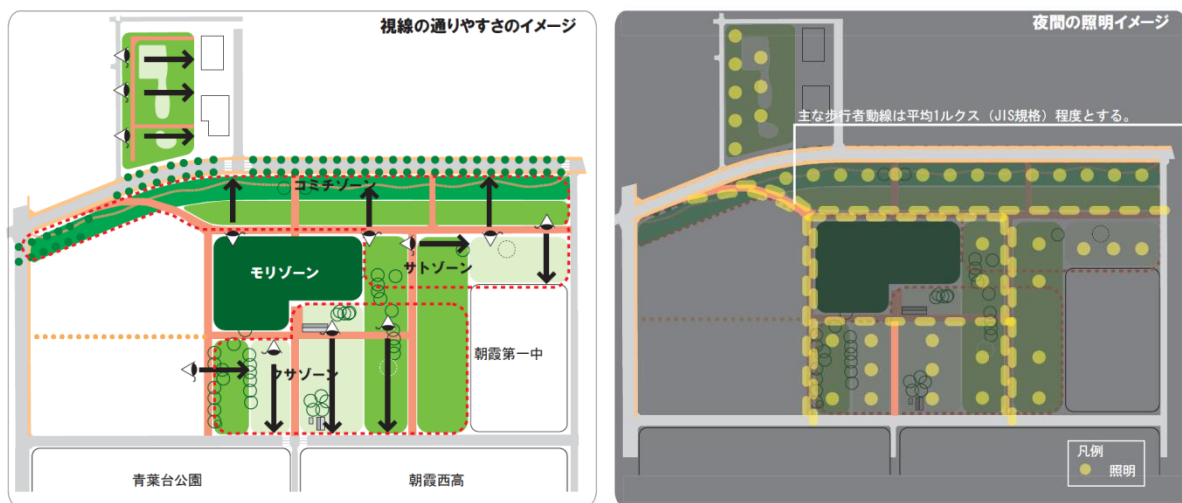 視線の通りやすさのイメージ
コミチゾーン
モリゾーン
サトゾーン
クサゾーン
朝霞第一中
青葉台公園
朝霞西高
夜間の照明イメージ
主な歩行者動線は平均1ルクス（JIS規格）程度とする。
凡例
照明